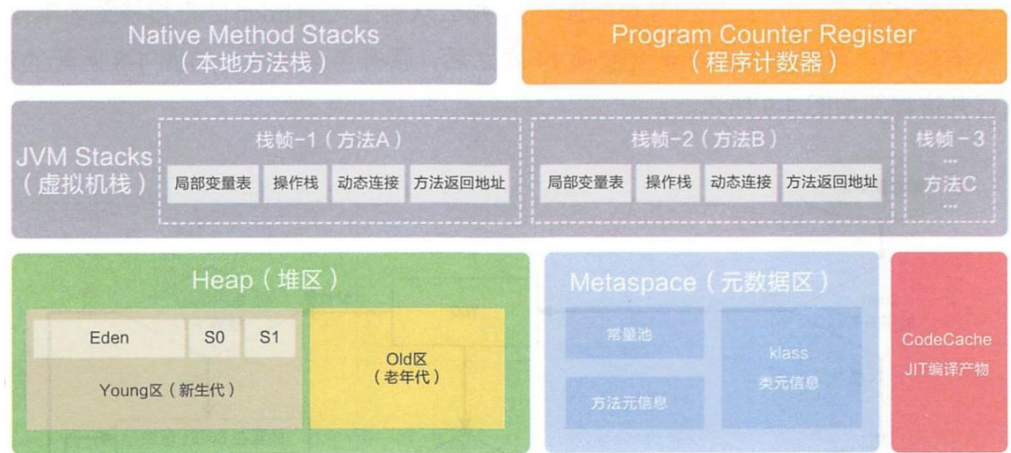 Native Method Stacks
（本地方法栈）
Program Counter Register
（程序计数器）
JVM Stacks
（虚拟机栈）
栈帧-1（方法A）
局部变量表
操作栈
动态连接
方法返回地址
栈帧-2（方法B）
局部变量表
操作栈
动态连接
方法返回地址
栈帧-3
...
方法C
...
Heap（堆区）
Eden
S0
S1
Young区（新生代）
Old区
（老年代）
Metaspace（元数据区）
常量池
方法元信息
klass
类元信息
CodeCache
JIT编译产物